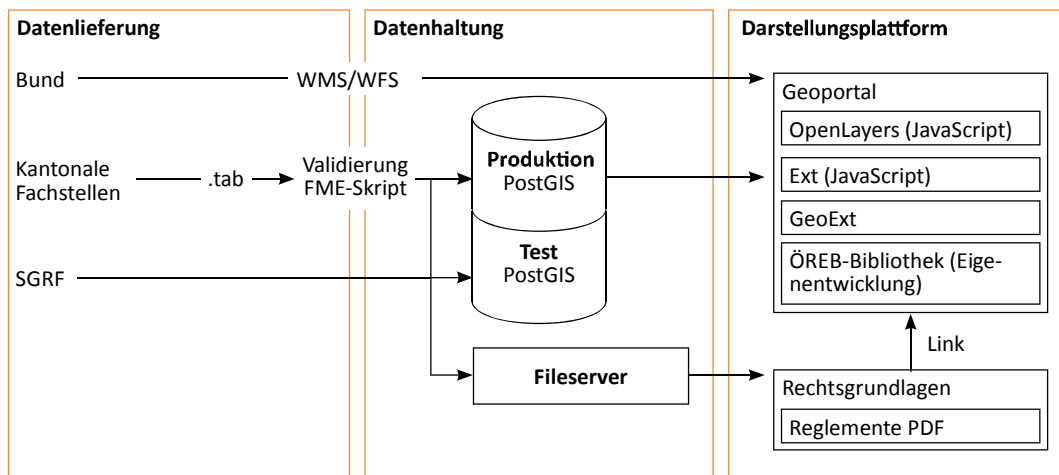 Datenlieferung
Datenhaltung
Darstellungsplattform
Bund
WMS/WFS
Geoportal
OpenLayers (JavaScript)
Kantonale
Fachstellen
.tab
Validierung
FME-Skript
Produktion
PostGIS
Ext (JavaScript)
GeoExt
Test
PostGIS
SGRF
ÖREB-Bibliothek (Eige-
nentwicklung)
Link
Fileserver
Rechtsgrundlagen
Reglemente PDF